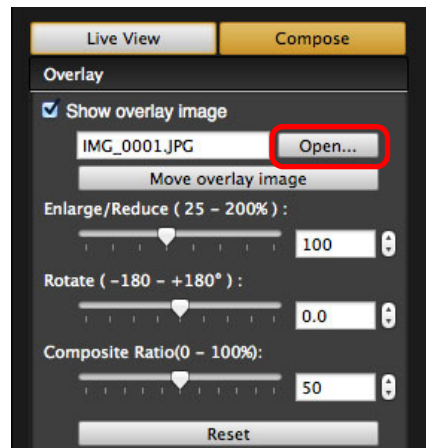 Live View Compose
Overlay
Show overlay image
IMG_0001.JPG Open...
Move overlay image
Enlarge/Reduce ( 25 – 200% ) :
100
Rotate ( –180 – +180° ) :
0.0
Composite Ratio(0 – 100%):
50
Reset